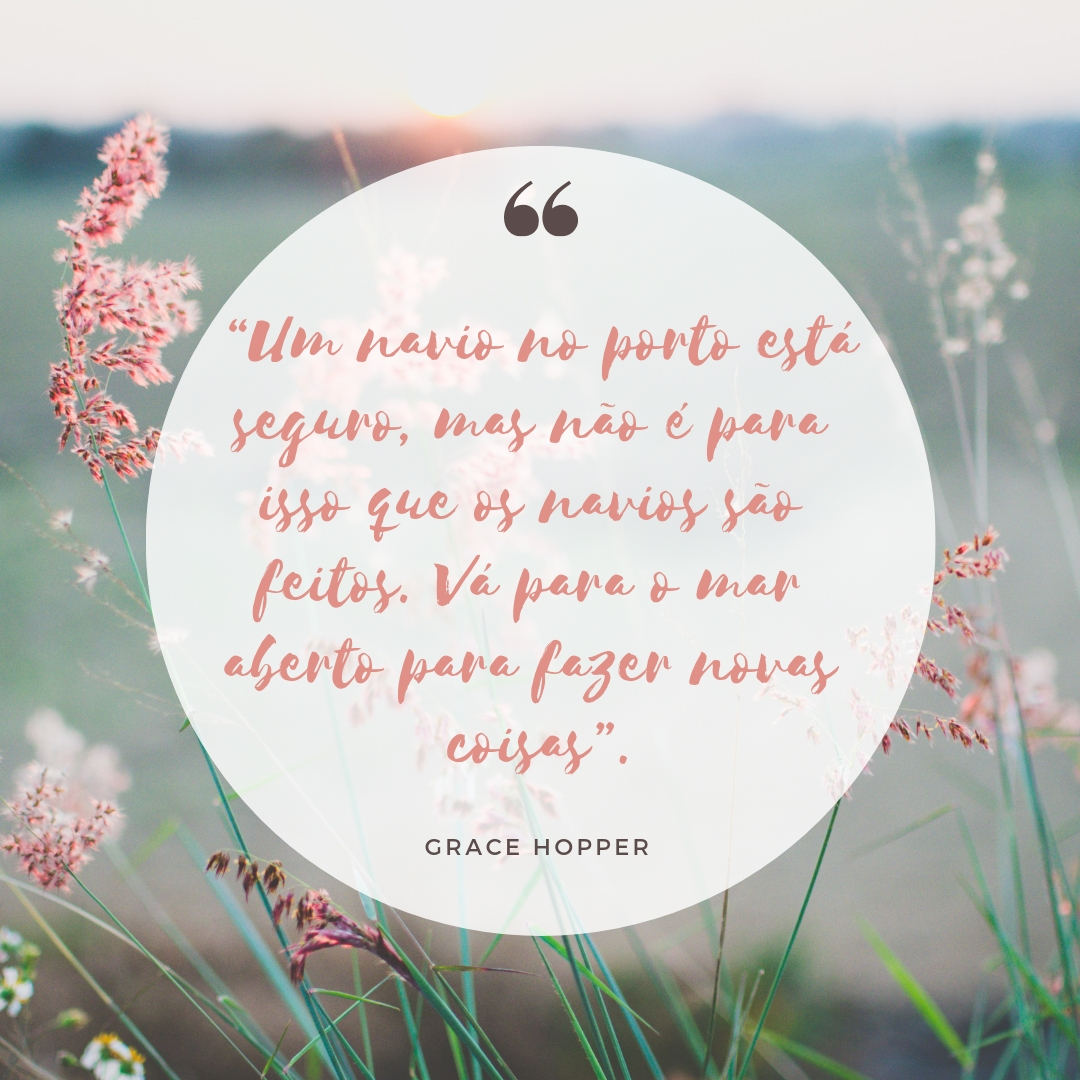 ❝
“Um navio no porto está
seguro, mas não é para
isso que os navios são
feitos. Vá para o mar
aberto para fazer novas
coisas”.
GRACE HOPPER